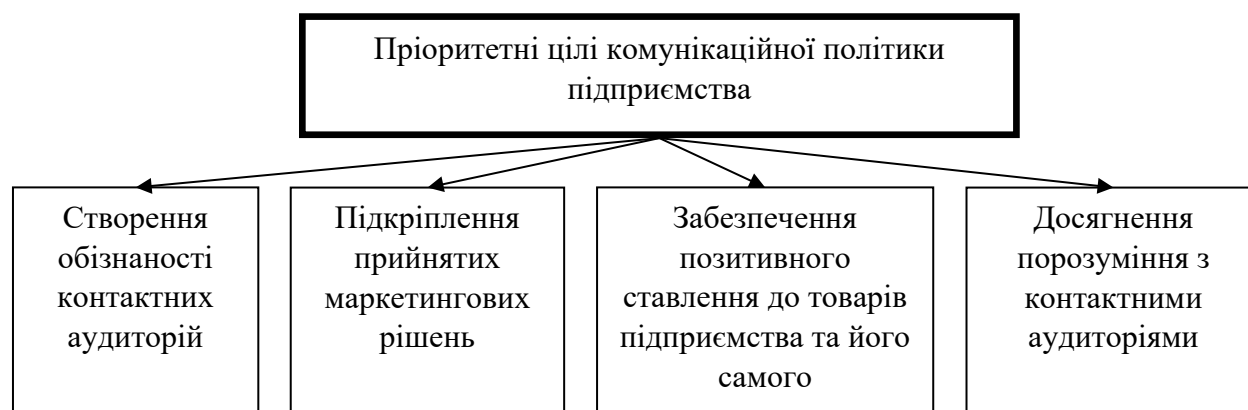 Пріоритетні цілі комунікаційної політики
підприємства
Створення
обізнаності
контактних
аудиторій
Підкріплення
прийнятих
маркетингових
рішень
Забезпечення
позитивного
ставлення до товарів
підприємства та його
самого
Досягнення
порозуміння з
контактними
аудиторіями